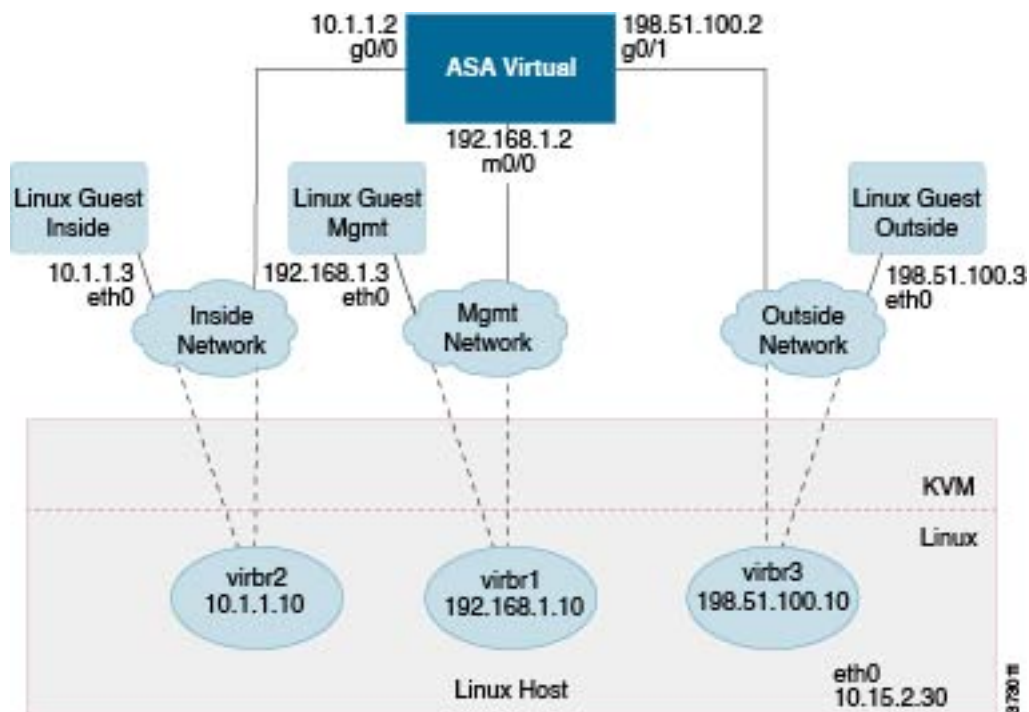 10.1.1.2
g0/0
ASA Virtual
198.51.100.2
g0/1
192.168.1.2
m0/0
Linux Guest
Inside
Linux Guest
Mgmt
Linux Guest
Outside
10.1.1.3
eth0
192.168.1.3
eth0
198.51.100.3
eth0
Inside
Network
Mgmt
Network
Outside
Network
KVM
Linux
virbr2
10.1.1.10
virbr1
192.168.1.10
virbr3
198.51.100.10
Linux Host
eth0
10.15.2.30